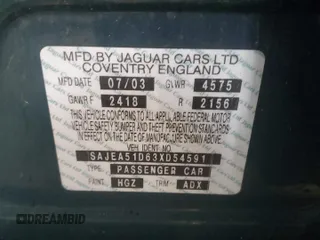 MFD BY JAGUAR CARS LTD
COVENTRY ENGLAND
MFD DATE 07/03 GVWR 4575
GAWR F 2418 R 2156
THIS VEHICLE CONFORMS TO ALL APPLICABLE FEDERAL MOTOR
VEHICLE SAFETY BUMPER AND THEFT PREVENTION STANDARDS
IN EFFECT ON THE DATE OF MANUFACTURE SHOWN ABOVE
VEH IDENT NO
SAJEA51D63XD54591
TYPE PASSENGER CAR
PAINT HGZ TRIM ADX
DREAMBID